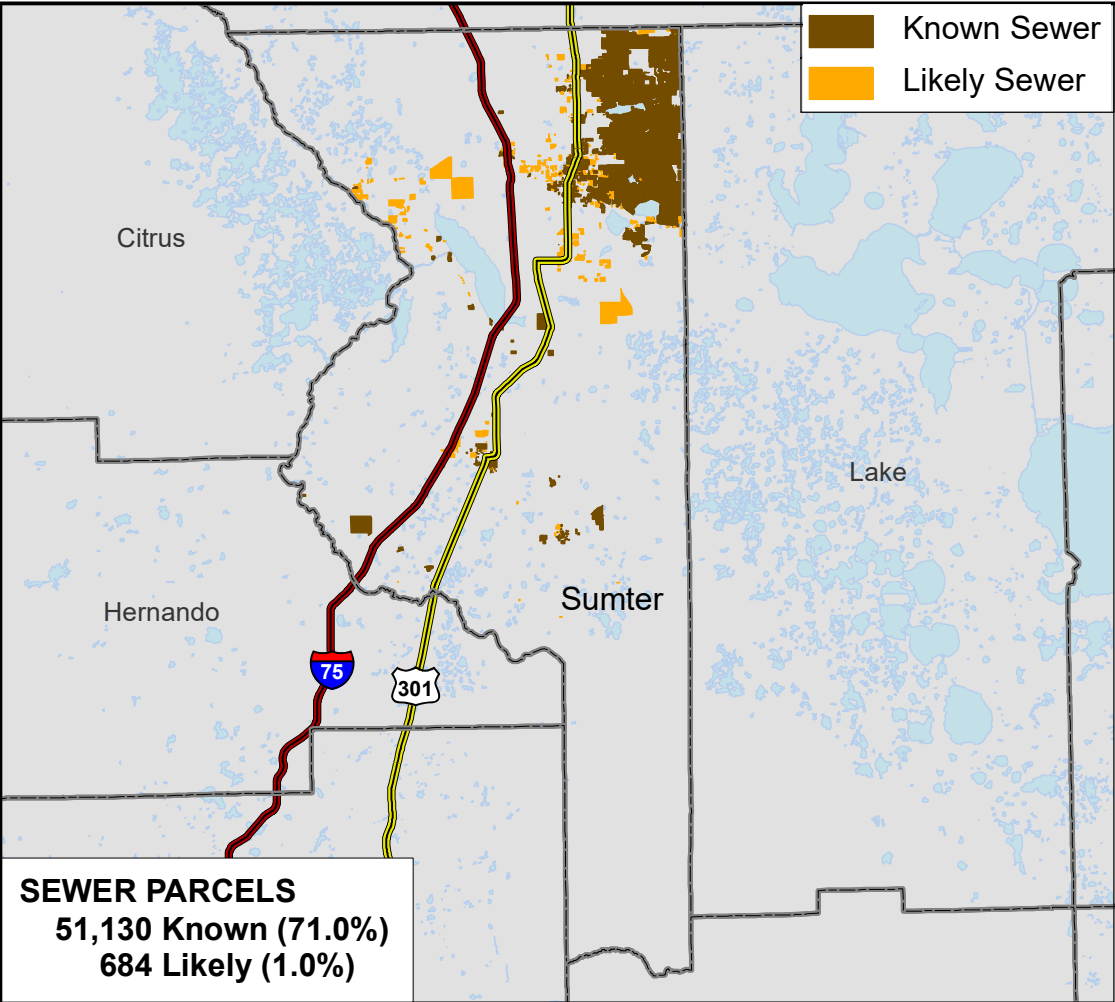 Known Sewer
Likely Sewer
Citrus
Lake
Sumter
Hernando
75
301
SEWER PARCELS
51,130 Known (71.0%)
684 Likely (1.0%)